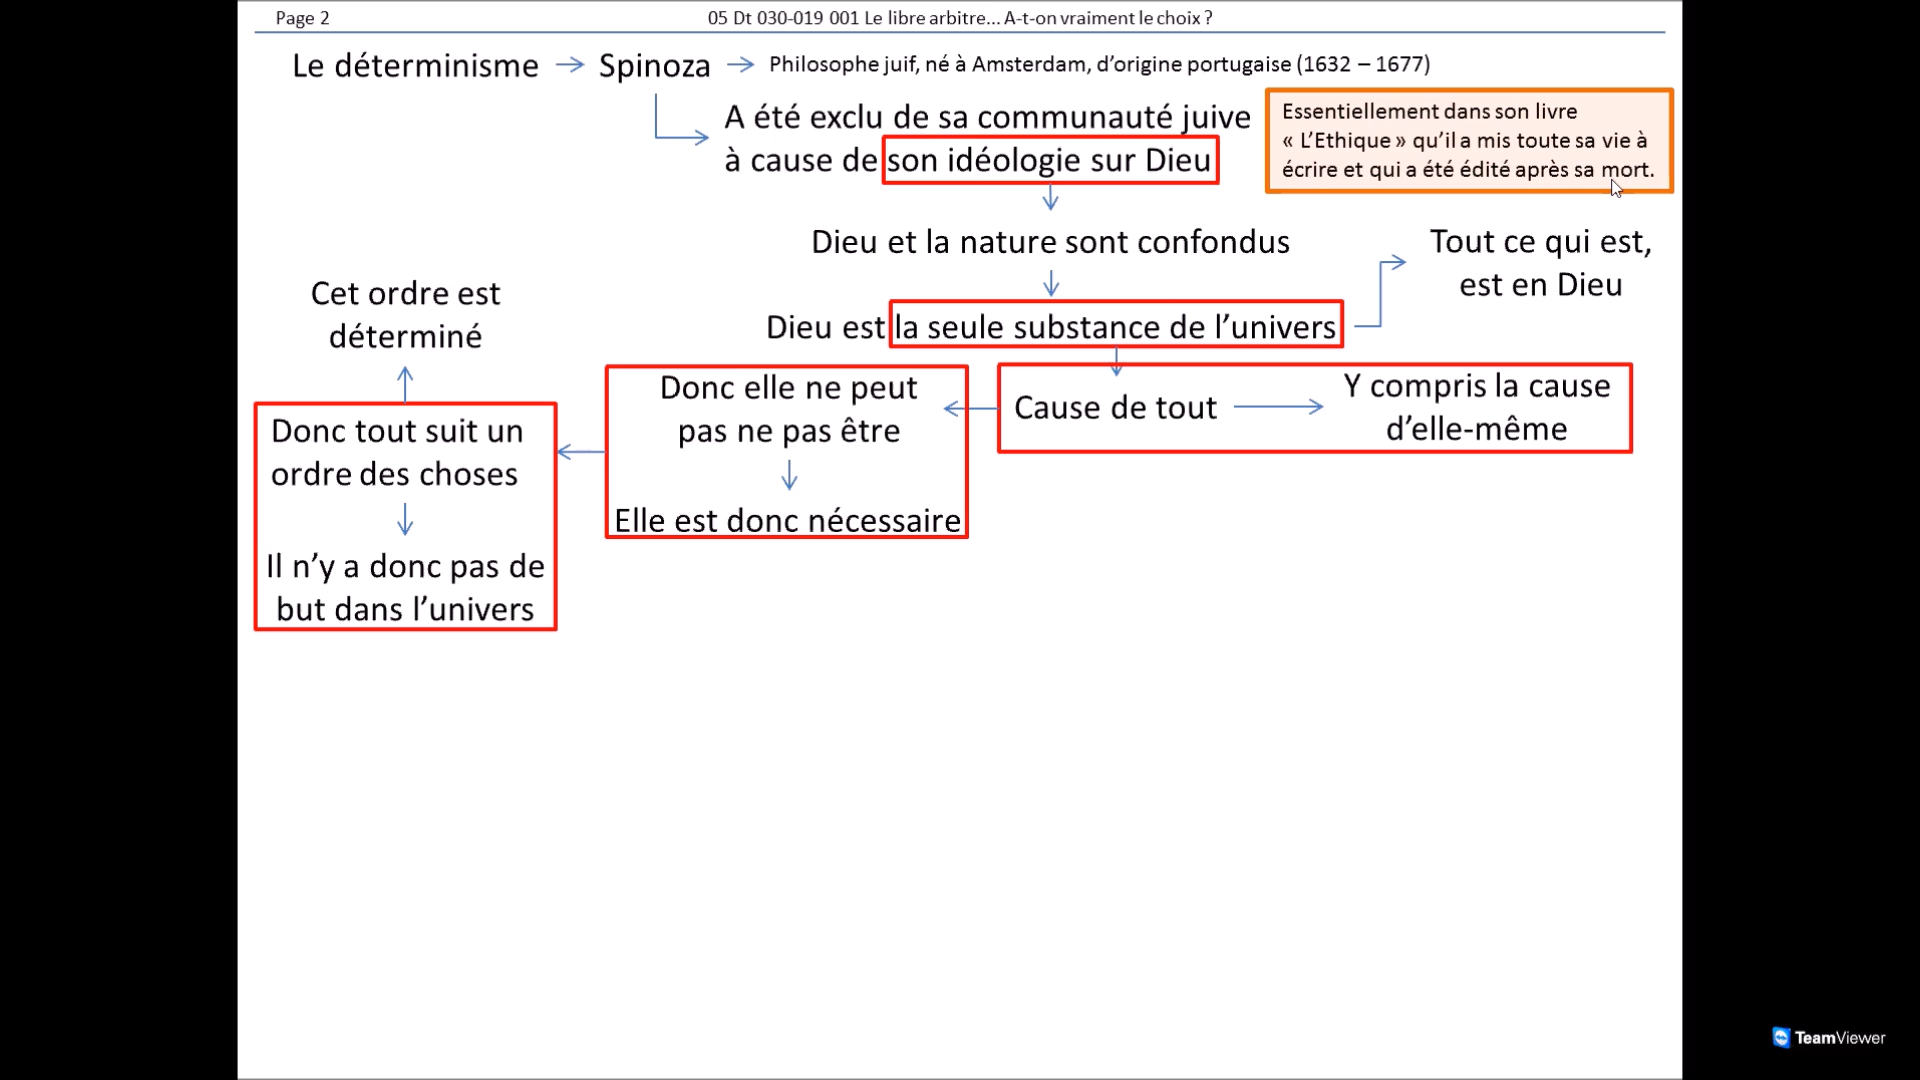 Page 2
05 Dt 030-019 001 Le libre arbitre... A-t-on vraiment le choix ?
Le déterminisme
Spinoza
Philosophe juif, né à Amsterdam, d’origine portugaise (1632 – 1677)
A été exclu de sa communauté juive
à cause de son idéologie sur Dieu
Essentiellement dans son livre
« L’Ethique » qu’il a mis toute sa vie à
écrire et qui a été édité après sa mort.
Dieu et la nature sont confondus
Tout ce qui est,
est en Dieu
Dieu est la seule substance de l’univers
Cause de tout
Y compris la cause
d’elle-même
Donc elle ne peut
pas ne pas être
Elle est donc nécessaire
Cet ordre est
déterminé
Donc tout suit un
ordre des choses
Il n’y a donc pas de
but dans l’univers
TeamViewer